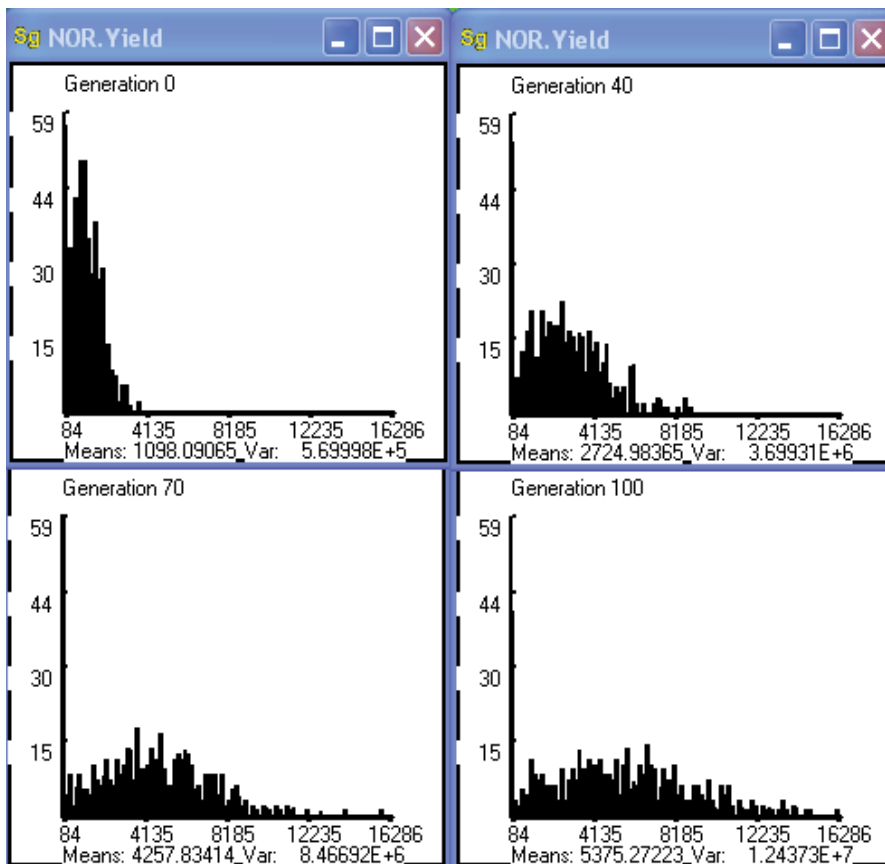 Sg NOR.Yield
Generation 0
59
44
30
15
84 4135 8185 12235 16286
Means: 1098.09065_Var: 5.69998E+5
Sg NOR.Yield
Generation 40
59
44
30
15
84 4135 8185 12235 16286
Means: 2724.98365_Var: 3.69931E+6
Generation 70
59
44
30
15
84 4135 8185 12235 16286
Means: 4257.83414_Var: 8.46692E+6
Generation 100
59
44
30
15
84 4135 8185 12235 16286
Means: 5375.27223_Var: 1.24373E+7